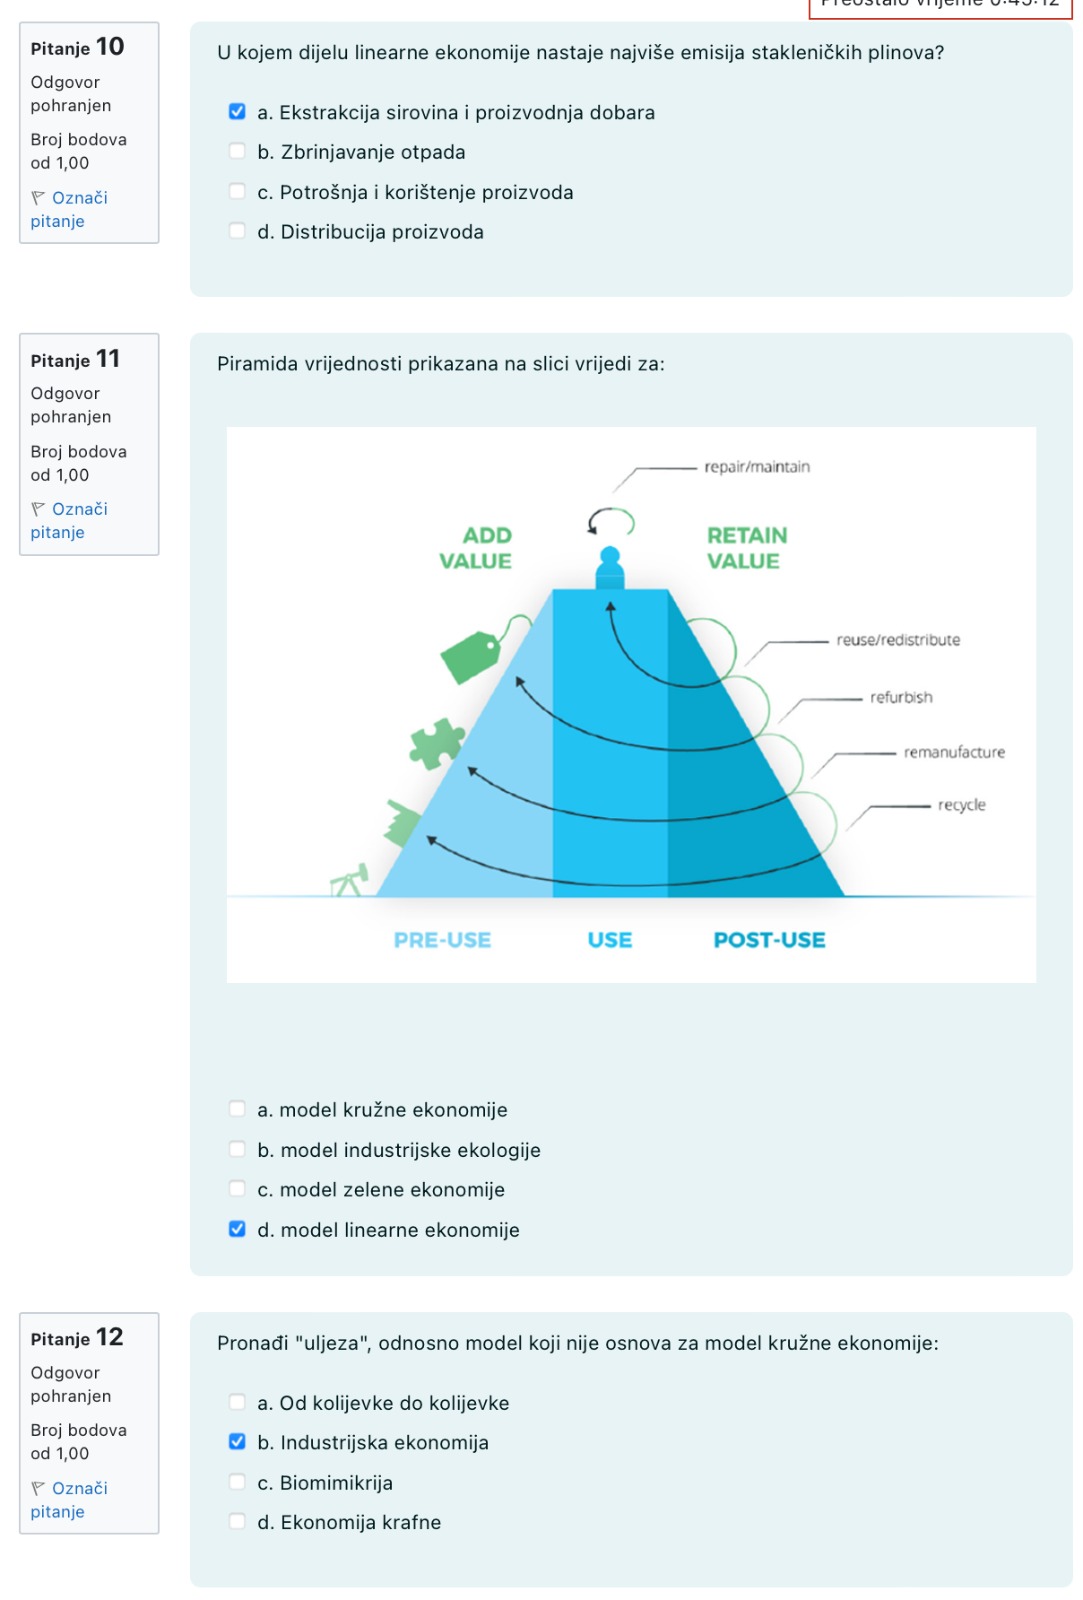 Preostalo vrijeme 0:45:12
Pitanje 10
Odgovor
pohranjen
Broj bodova
od 1,00
Označi
pitanje
U kojem dijelu linearne ekonomije nastaje najviše emisija stakleničkih plinova?
a. Ekstrakcija sirovina i proizvodnja dobara
b. Zbrinjavanje otpada
c. Potrošnja i korištenje proizvoda
d. Distribucija proizvoda
Pitanje 11
Odgovor
pohranjen
Broj bodova
od 1,00
Označi
pitanje
Piramida vrijednosti prikazana na slici vrijedi za:
repair/maintain
ADD
VALUE
RETAIN
VALUE
reuse/redistribute
refurbish
remanufacture
recycle
PRE-USE
USE
POST-USE
a. model kružne ekonomije
b. model industrijske ekologije
c. model zelene ekonomije
d. model linearne ekonomije
Pitanje 12
Odgovor
pohranjen
Broj bodova
od 1,00
Označi
pitanje
Pronađi "uljeza", odnosno model koji nije osnova za model kružne ekonomije:
a. Od kolijevke do kolijevke
b. Industrijska ekonomija
c. Biomimikrija
d. Ekonomija krafne